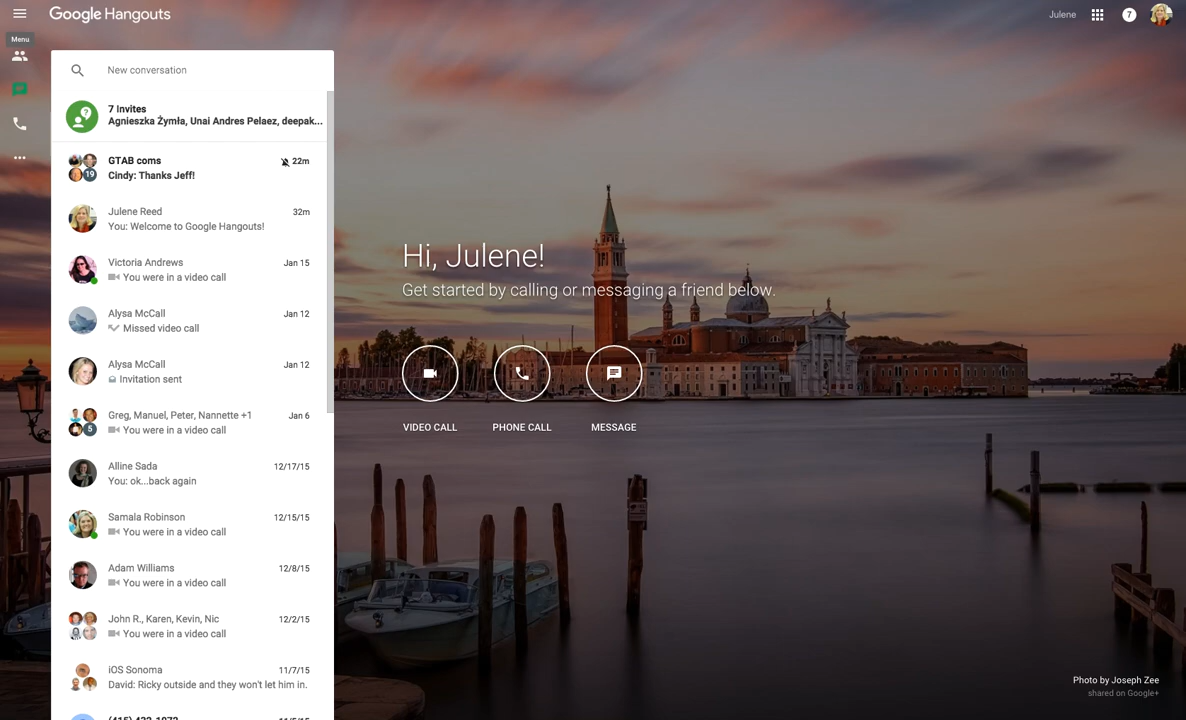 Google Hangouts
Julene
7
Menu
New conversation
7 Invites
Agnieszka Żymła, Unai Andres Pelaez, deepak...
GTAB coms
22m
19
Cindy: Thanks Jeff!
Julene Reed
32m
You: Welcome to Google Hangouts!
Victoria Andrews
Jan 15
You were in a video call
Alysa McCall
Jan 12
Missed video call
Alysa McCall
Jan 12
Invitation sent
Greg, Manuel, Peter, Nannette +1
Jan 6
5
You were in a video call
Alline Sada
12/17/15
You: ok...back again
Samala Robinson
12/15/15
You were in a video call
Adam Williams
12/8/15
You were in a video call
John R., Karen, Kevin, Nic
12/2/15
You were in a video call
iOS Sonoma
11/7/15
David: Ricky outside and they won't let him in.
Hi, Julene!
Get started by calling or messaging a friend below.
VIDEO CALL
PHONE CALL
MESSAGE
Photo by Joseph Zee
shared on Google+